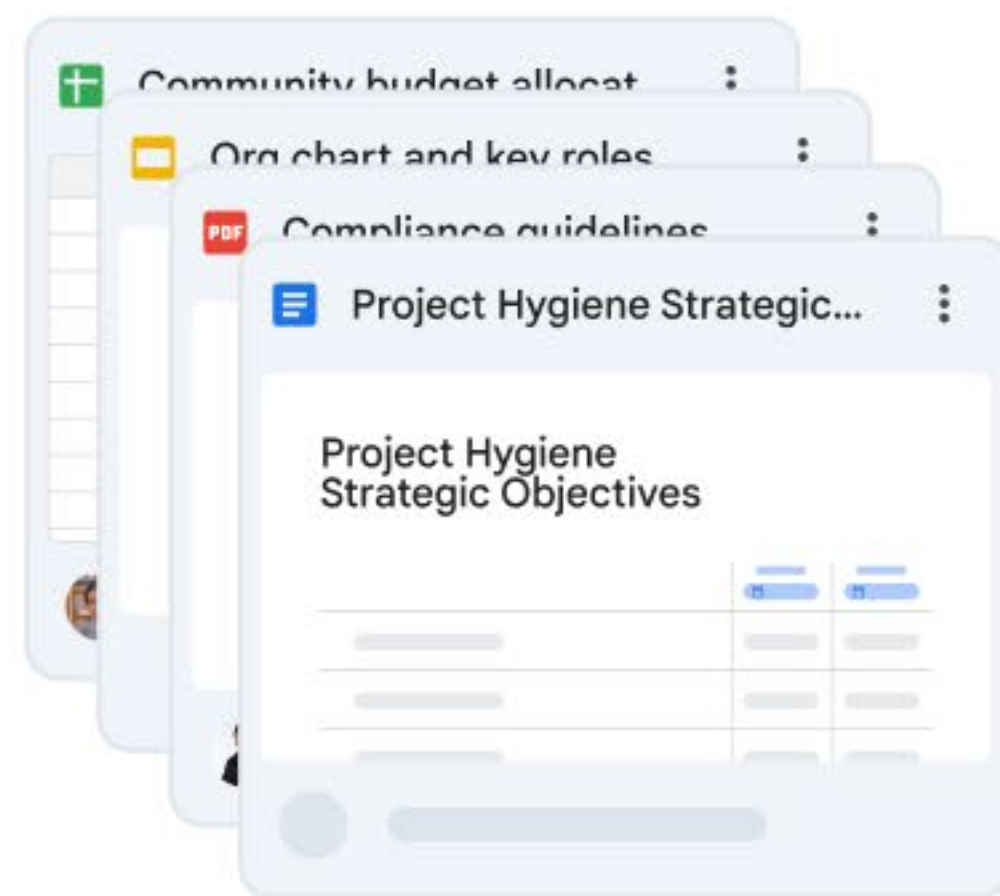 Community budget allocat
Org chart and key roles
PDF
Compliance guidelines
Project Hygiene Strategic...
Project Hygiene
Strategic Objectives